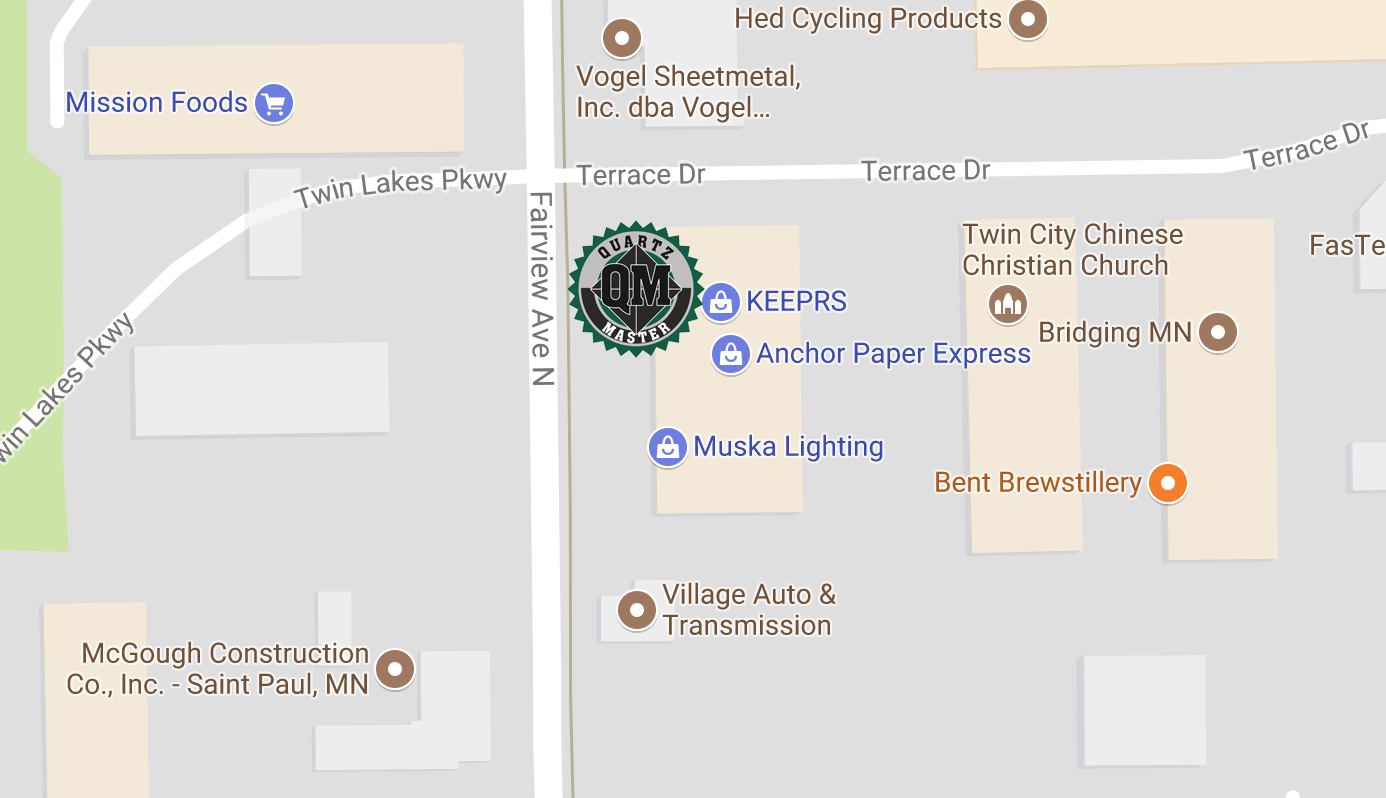 Hed Cycling Products
Vogel Sheetmetal,
Inc. dba Vogel...
Mission Foods
Terrace Dr
Twin Lakes Pkwy
Terrace Dr
Terrace Dr
Fairview Ave N
QUARTZ
QM
MASTER
Twin City Chinese
Christian Church
FasTe
KEEPRS
Bridging MN
Anchor Paper Express
win Lakes Pkwy
Muska Lighting
Bent Brewstillery
Village Auto &
Transmission
McGough Construction
Co., Inc. - Saint Paul, MN